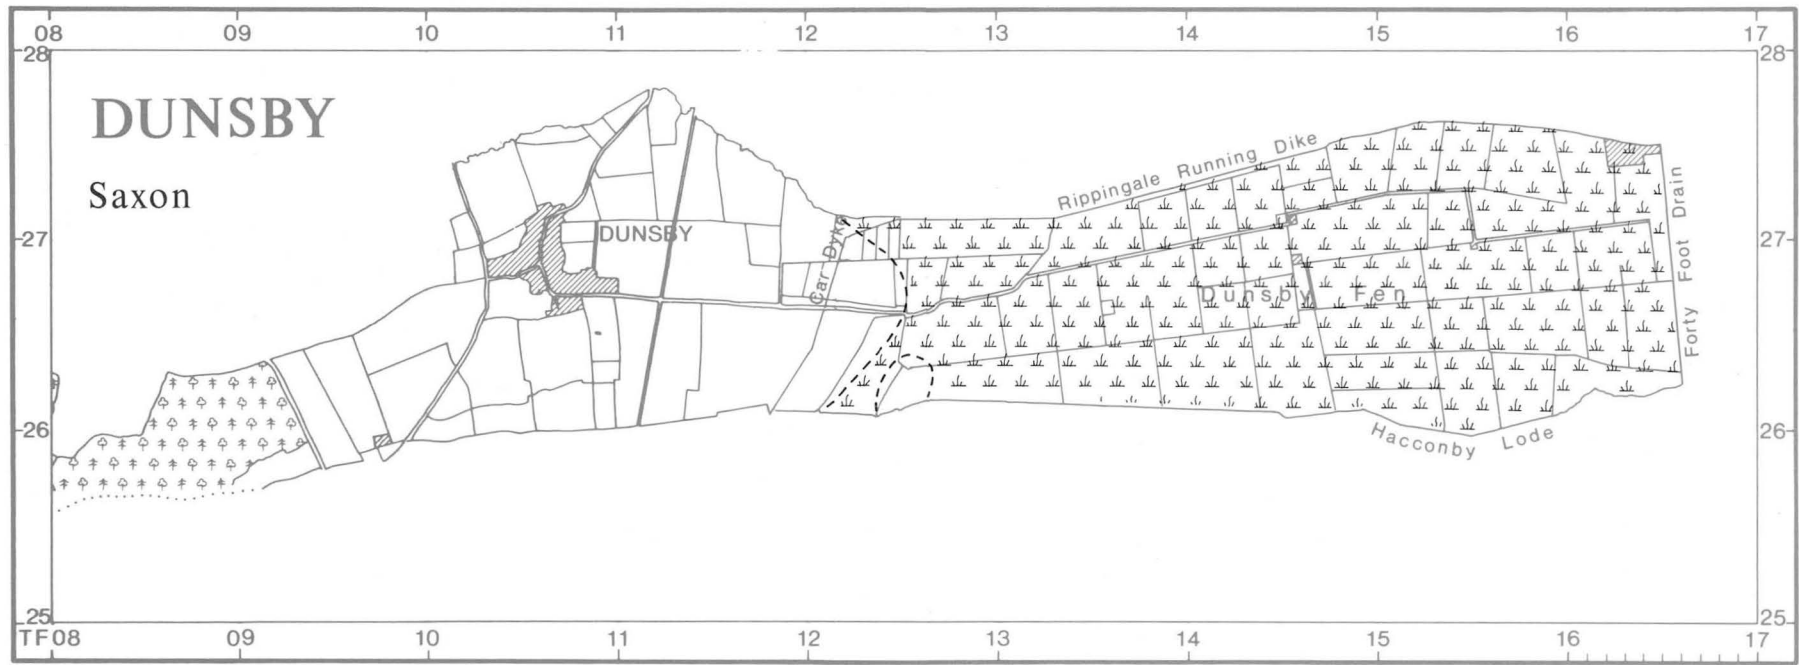 08 09 10 11 12 13 14 15 16 17
28 28
DUNSBY
Saxon
Rippingale Running Dike
27 DUNSBY 27
Car Dyke
Dunsby Fen
Forty Foot Drain
26 26
Hacconby Lode
25 25
TF08 09 10 11 12 13 14 15 16 17